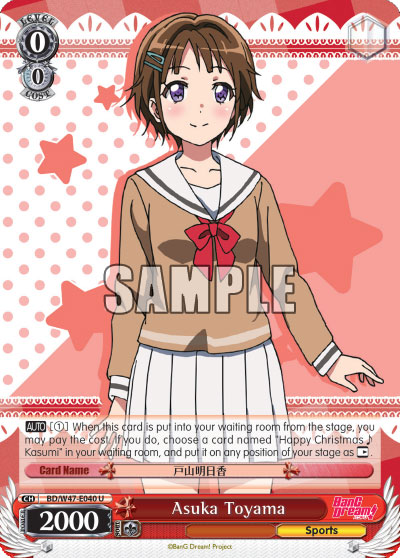 LEVEL
0
0
COST
SAMPLE
AUTO [①] When this card is put into your waiting room from the stage, you
may pay the cost. If you do, choose a card named "Happy Christmas♪
Kasumi" in your waiting room, and put it on any position of your stage as .
Card Name 戸山明日香
CH BD/W47-E040 U
POWER 2000 SOUL
Asuka Toyama
BanG Dream!
Sports
©BanG Dream! Project